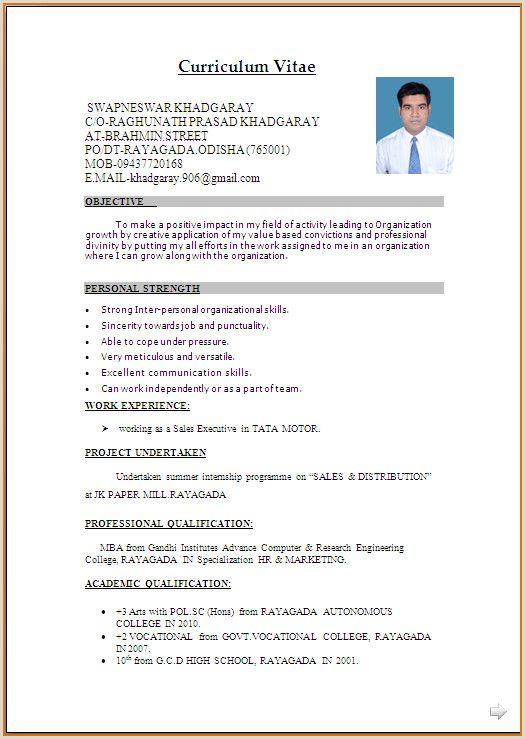 Curriculum Vitae
SWAPNESWAR KHADGARAY
C/O-RAGHUNATH PRASAD KHADGARAY
AT-BRAHMIN STREET
PO/DT-RAYAGADA.ODISHA (765001)
MOB-09437720168
E.MAIL-khadgaray.906@gmail.com
OBJECTIVE
To make a positive impact in my field of activity leading to Organization
growth by creative application of my value based convictions and professional
divinity by putting my all efforts in the work assigned to me in an organization
where I can grow along with the organization.
PERSONAL STRENGTH
• Strong Inter-personal organizational skills.
• Sincerity towards job and punctuality.
• Able to cope under pressure.
• Very meticulous and versatile.
• Excellent communication skills.
• Can work independently or as a part of team.
WORK EXPERIENCE:
➢ working as a Sales Executive in TATA MOTOR.
PROJECT UNDERTAKEN
Undertaken summer internship programme on “SALES & DISTRIBUTION”
at JK PAPER MILL.RAYAGADA
PROFESSIONAL QUALIFICATION:
MBA from Gandhi Institutes Advance Computer & Research Engineering
College, RAYAGADA IN Specialization HR & MARKETING.
ACADEMIC QUALIFICATION:
• +3 Arts with POL.SC (Hons) from RAYAGADA AUTONOMOUS
COLLEGE IN 2010.
• +2 VOCATIONAL from GOVT.VOCATIONAL COLLEGE, RAYAGADA
IN 2007.
• 10th from G.C.D HIGH SCHOOL, RAYAGADA IN 2001.